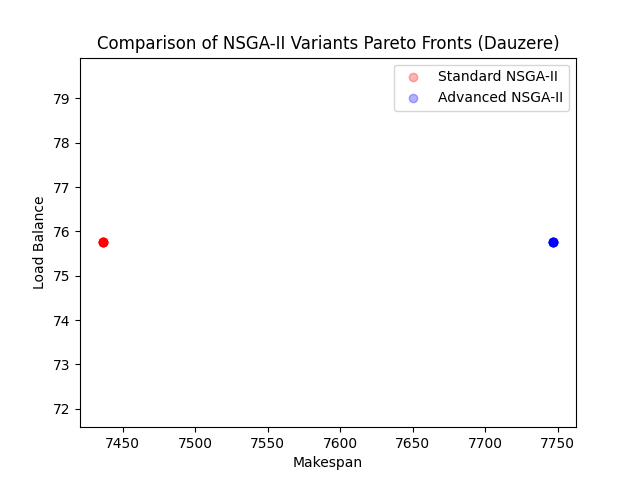 Comparison of NSGA-II Variants Pareto Fronts (Dauzere)
Standard NSGA-II
Advanced NSGA-II
79
78
77
76
75
74
73
72
Load Balance
7450 7500 7550 7600 7650 7700 7750
Makespan